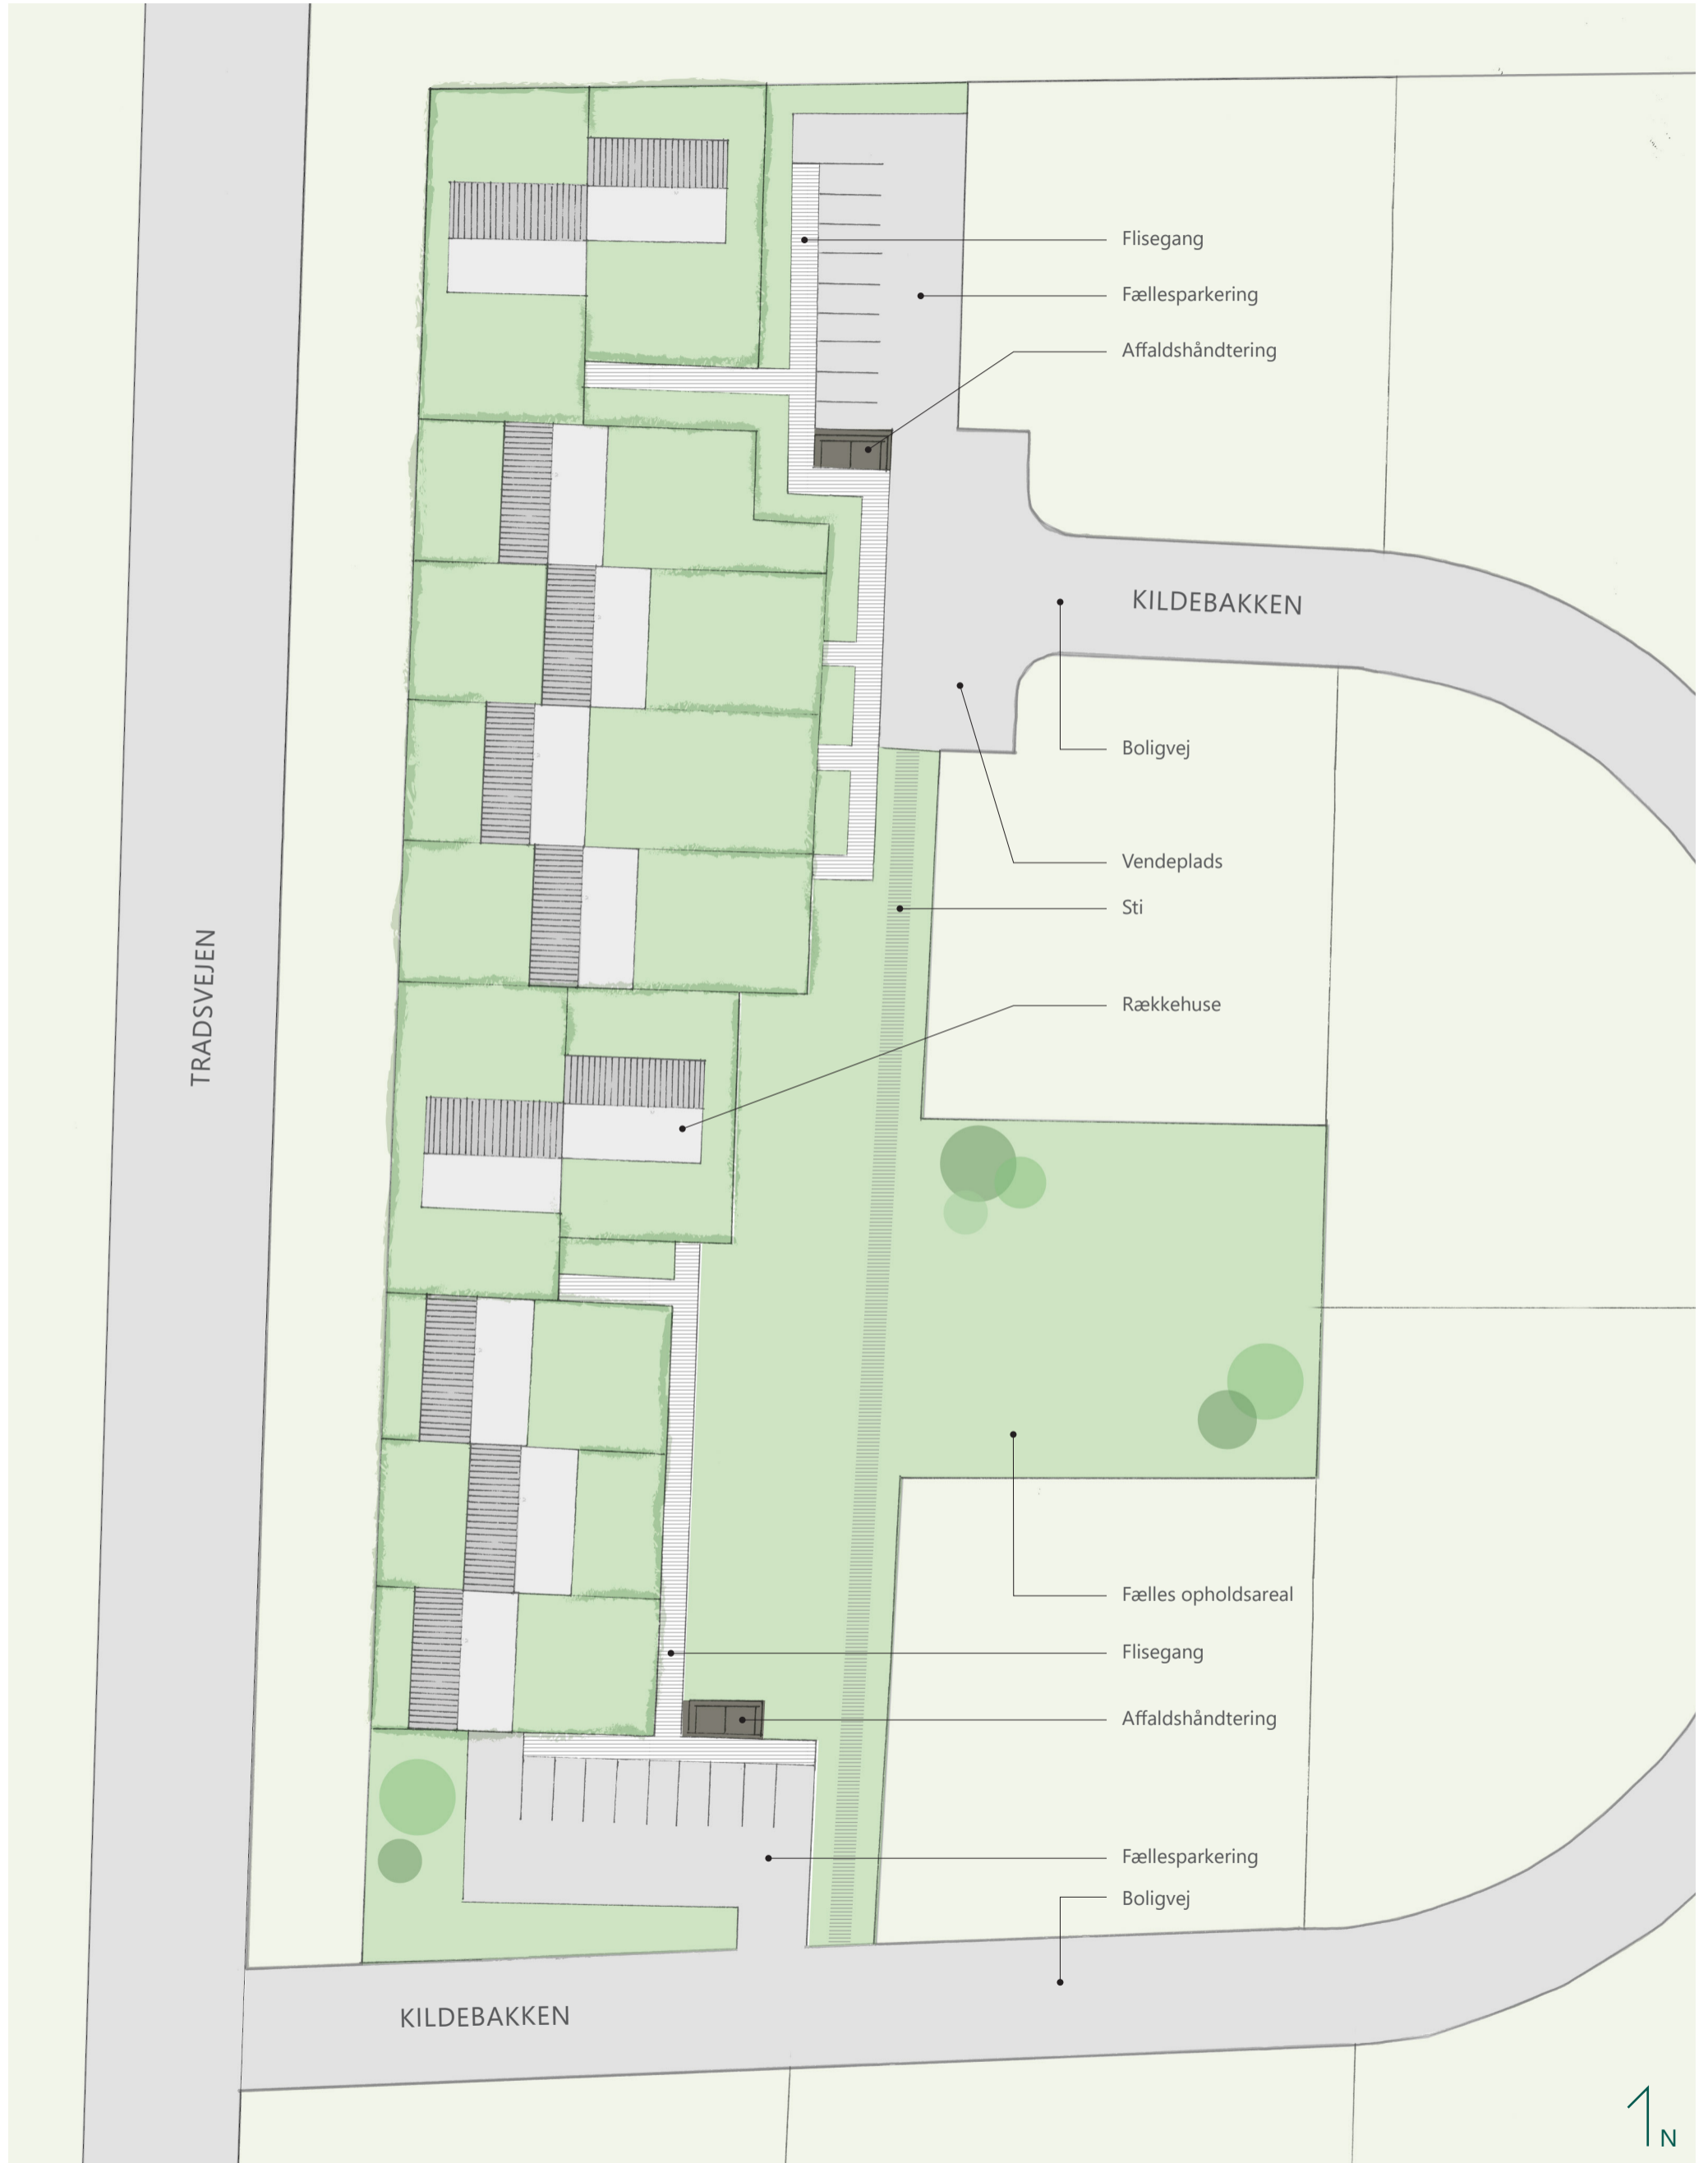 Flisegang
Fællesparkering
Affaldshåndtering
KILDEBAKKEN
Boligvej
Vendeplads
Sti
TRADSVEJEN
Rækkehuse
Fælles opholdsareal
Flisegang
Affaldshåndtering
Fællesparkering
Boligvej
KILDEBAKKEN
N